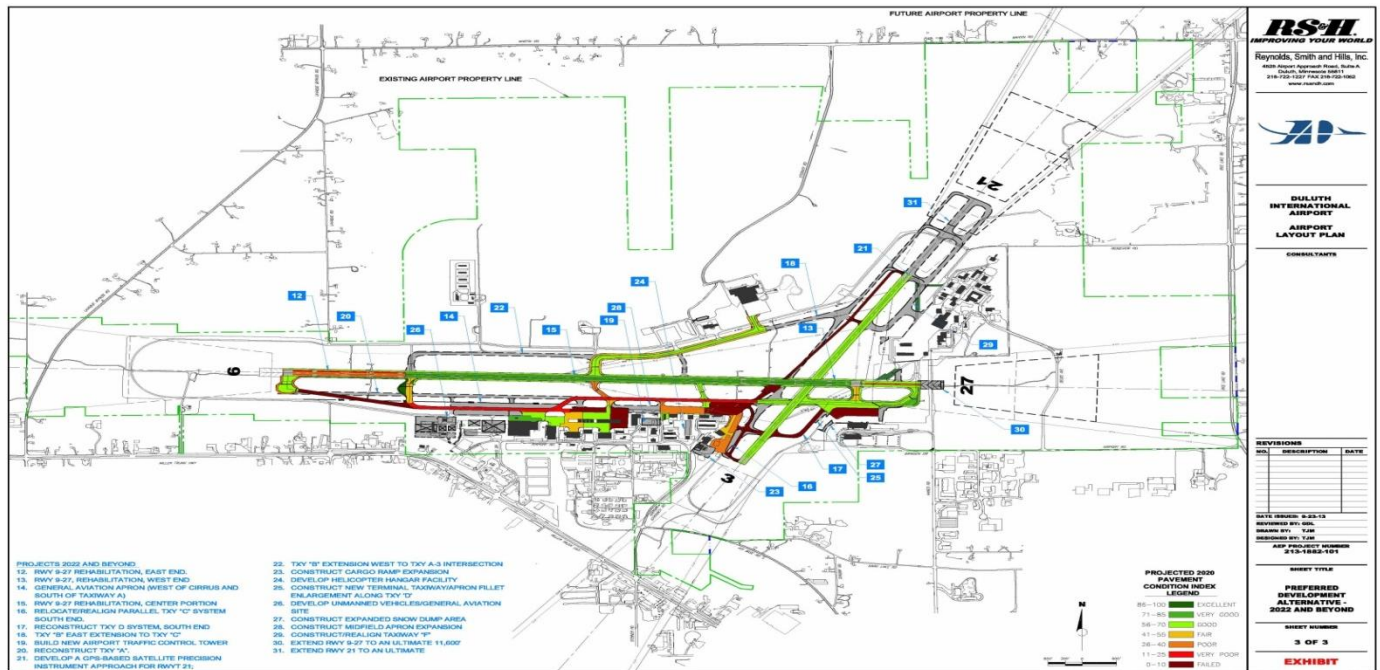 FUTURE AIRPORT PROPERTY LINE
EXISTING AIRPORT PROPERTY LINE
21
31
21
18
24
28
19
15
22
14
26
20
12
13
29
9
27
30
3
17
27
25
16
23
PROJECTS 2022 AND BEYOND
12. RWY 9-27 REHABILITATION, EAST END.
13. RWY 9-27, REHABILITATION, WEST END
14. GENERAL AVIATION APRON (WEST OF CIRRUS AND
SOUTH OF TAXIWAY A)
15. RWY 9-27 REHABILITATION, CENTER PORTION
16. RELOCATE/REALIGN PARALLEL TXY "C" SYSTEM
SOUTH END.
17. RECONSTRUCT TXY D SYSTEM, SOUTH END
18. TXY "B" EAST EXTENSION TO TXY "C"
19. BUILD NEW AIRPORT TRAFFIC CONTROL TOWER
20. RECONSTRUCT TXY "A".
21. DEVELOP A GPS-BASED SATELLITE PRECISION
INSTRUMENT APPROACH FOR RWY 21;
22. TXY "B" EXTENSION WEST TO TXY A-3 INTERSECTION
23. CONSTRUCT CARGO RAMP EXPANSION
24. DEVELOP HELICOPTER HANGAR FACILITY
25. CONSTRUCT NEW TERMINAL TAXIWAY/APRON FILLET
ENLARGEMENT ALONG TXY "D"
26. DEVELOP UNMANNED VEHICLES/GENERAL AVIATION
SITE
27. CONSTRUCT EXPANDED SNOW DUMP AREA
28. CONSTRUCT MIDFIELD APRON EXPANSION
29. CONSTRUCT/REALIGN TAXIWAY "F"
30. EXTEND RWY 9-27 TO AN ULTIMATE 11,600'
31. EXTEND RWY 21 TO AN ULTIMATE
N
PROJECTED 2020
PAVEMENT
CONDITION INDEX
LEGEND
86-100 EXCELLENT
71-85 VERY GOOD
56-70 GOOD
41-55 FAIR
26-40 POOR
11-25 VERY POOR
0-10 FAILED
RS&H
IMPROVING YOUR WORLD
Reynolds, Smith and Hills, Inc.
4525 Airport Approach Road, Suite A
Duluth, Minnesota 55811
DULUTH
INTERNATIONAL
AIRPORT
AIRPORT
LAYOUT PLAN
CONSULTANTS
REVISIONS
NO. DESCRIPTION DATE
REVIEWED BY: GDL
DRAWN BY: TJM
DESIGNED BY: TJM
AEP PROJECT NUMBER
213-1882-101
SHEET TITLE
PREFERRED
DEVELOPMENT
ALTERNATIVE -
2022 AND BEYOND
SHEET NUMBER
3 OF 3
EXHIBIT